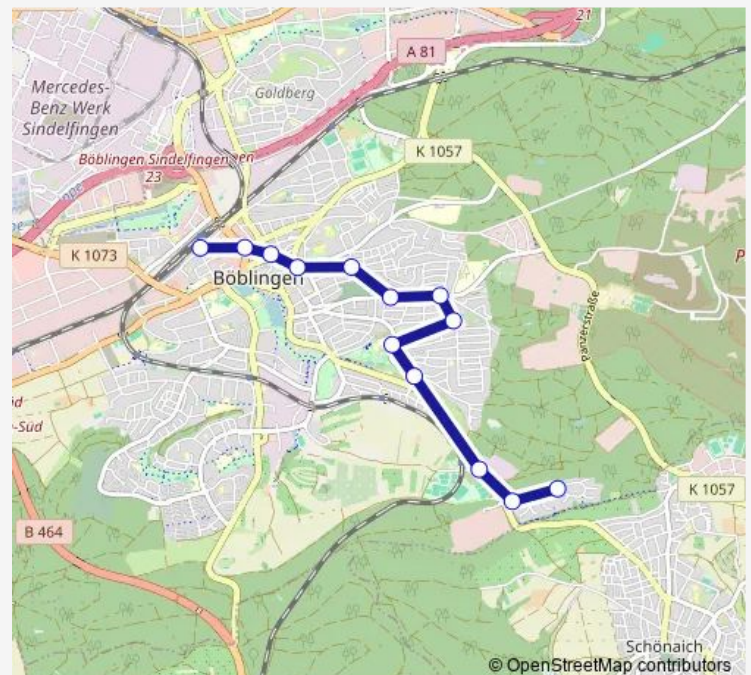 21
A 81
Mercedes-
Benz Werk
Sindelfingen
Goldberg
K 1057
Böblingen Sindelfingen
23
K 1073
Böblingen
Panzerstraße
-Süd
K 1057
B 464
Schönaich
© OpenStreetMap contributors